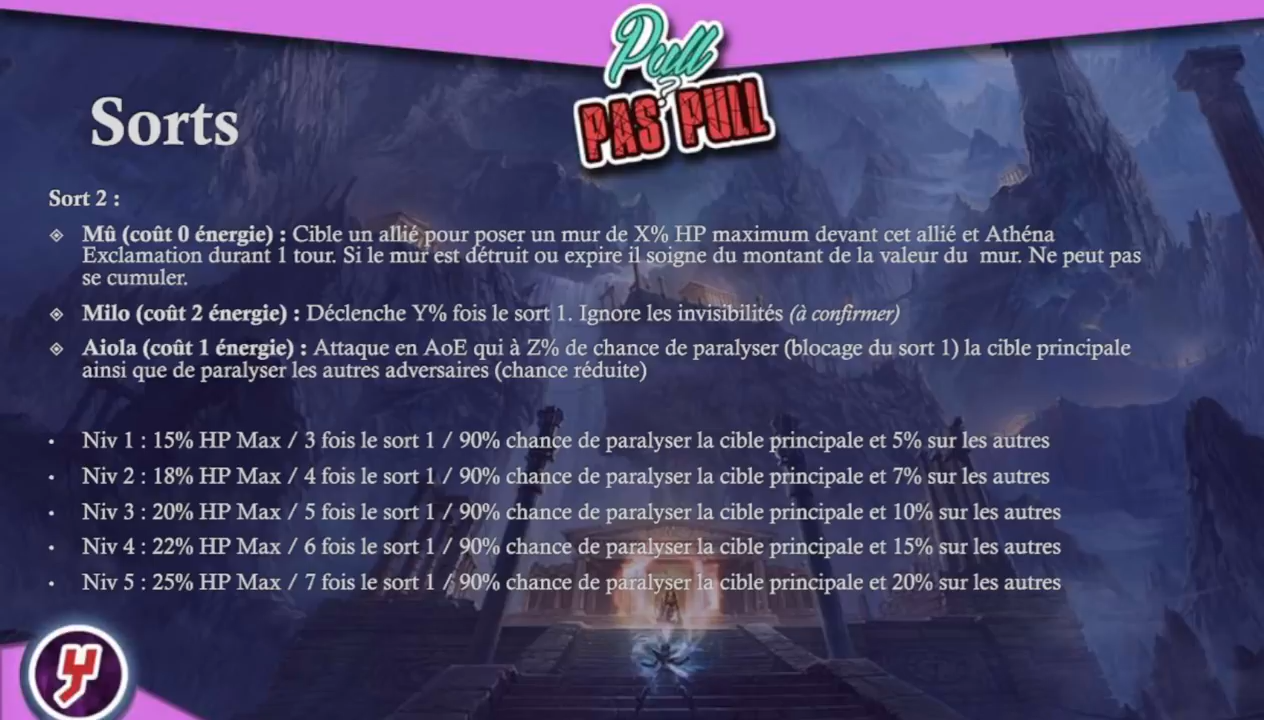 Pull
?
PAS PULL
Sorts
Sort 2 :
Mû (coût 0 énergie) : Cible un allié pour poser un mur de X% HP maximum devant cet allié et Athéna
Exclamation durant 1 tour. Si le mur est détruit ou expire il soigne du montant de la valeur du mur. Ne peut pas
se cumuler.
Milo (coût 2 énergie) : Déclenche Y% fois le sort 1. Ignore les invisibilités (à confirmer)
Aiola (coût 1 énergie) : Attaque en AoE qui à Z% de chance de paralyser (blocage du sort 1) la cible principale
ainsi que de paralyser les autres adversaires (chance réduite)
• Niv 1 : 15% HP Max / 3 fois le sort 1 / 90% chance de paralyser la cible principale et 5% sur les autres
• Niv 2 : 18% HP Max / 4 fois le sort 1 / 90% chance de paralyser la cible principale et 7% sur les autres
• Niv 3 : 20% HP Max / 5 fois le sort 1 / 90% chance de paralyser la cible principale et 10% sur les autres
• Niv 4 : 22% HP Max / 6 fois le sort 1 / 90% chance de paralyser la cible principale et 15% sur les autres
• Niv 5 : 25% HP Max / 7 fois le sort 1 / 90% chance de paralyser la cible principale et 20% sur les autres
Y